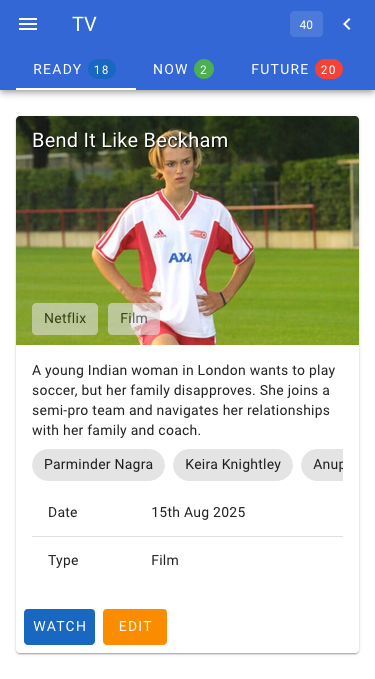 TV
40
READY 18
NOW 2
FUTURE 20
Bend It Like Beckham
AXA
Netflix
Film
A young Indian woman in London wants to play
soccer, but her family disapproves. She joins a
semi-pro team and navigates her relationships
with her family and coach.
Parminder Nagra
Keira Knightley
Anup
Date
15th Aug 2025
Type
Film
WATCH
EDIT